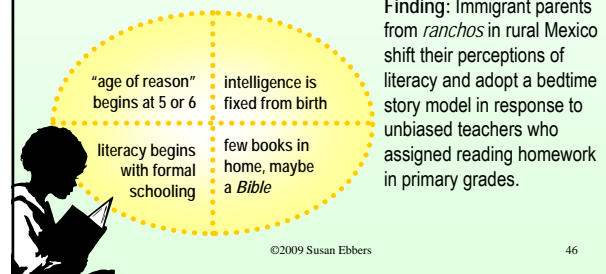 "age of reason"
begins at 5 or 6
intelligence is
fixed from birth
literacy begins
with formal
schooling
few books in
home, maybe
a Bible
Finding: Immigrant parents
from ranchos in rural Mexico
shift their perceptions of
literacy and adopt a bedtime
story model in response to
unbiased teachers who
assigned reading homework
in primary grades.
©2009 Susan Ebbers
46